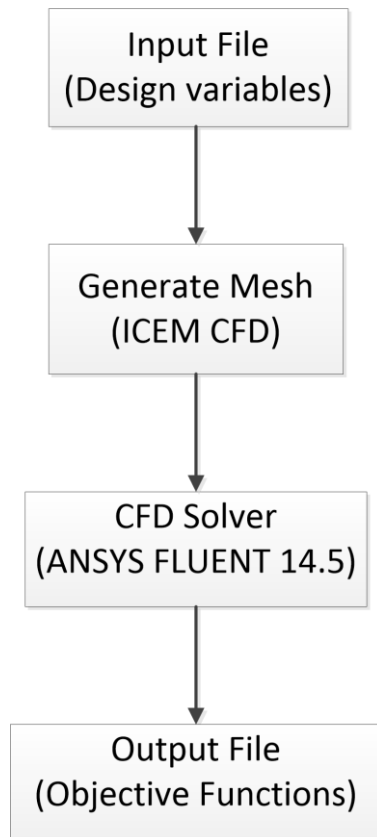 Input File
(Design variables)
Generate Mesh
(ICEM CFD)
CFD Solver
(ANSYS FLUENT 14.5)
Output File
(Objective Functions)